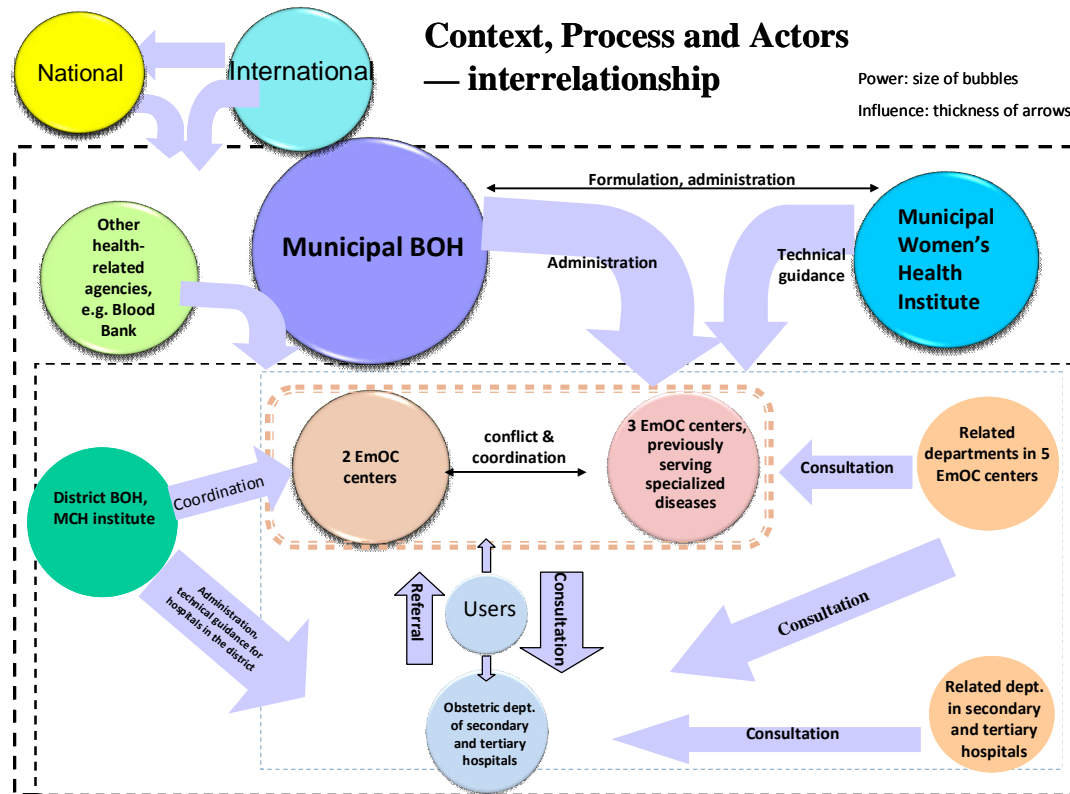 Context, Process and Actors
— interrelationship
Power: size of bubbles
Influence: thickness of arrows
National
International
Municipal BOH
Formulation, administration
Municipal
Women’s
Health
Institute
Other
health-
related
agencies,
e.g. Blood
Bank
Administration
Technical
guidance
2 EmOC
centers
conflict &
coordination
3 EmOC centers,
previously
serving
specialized
diseases
Consultation
Related
departments in 5
EmOC centers
District BOH,
MCH institute
Coordination
Administration,
technical guidance for
hospitals in the district
Referral
Users
Consultation
Consultation
Obstetric dept.
of secondary
and tertiary
hospitals
Consultation
Related dept.
in secondary
and tertiary
hospitals